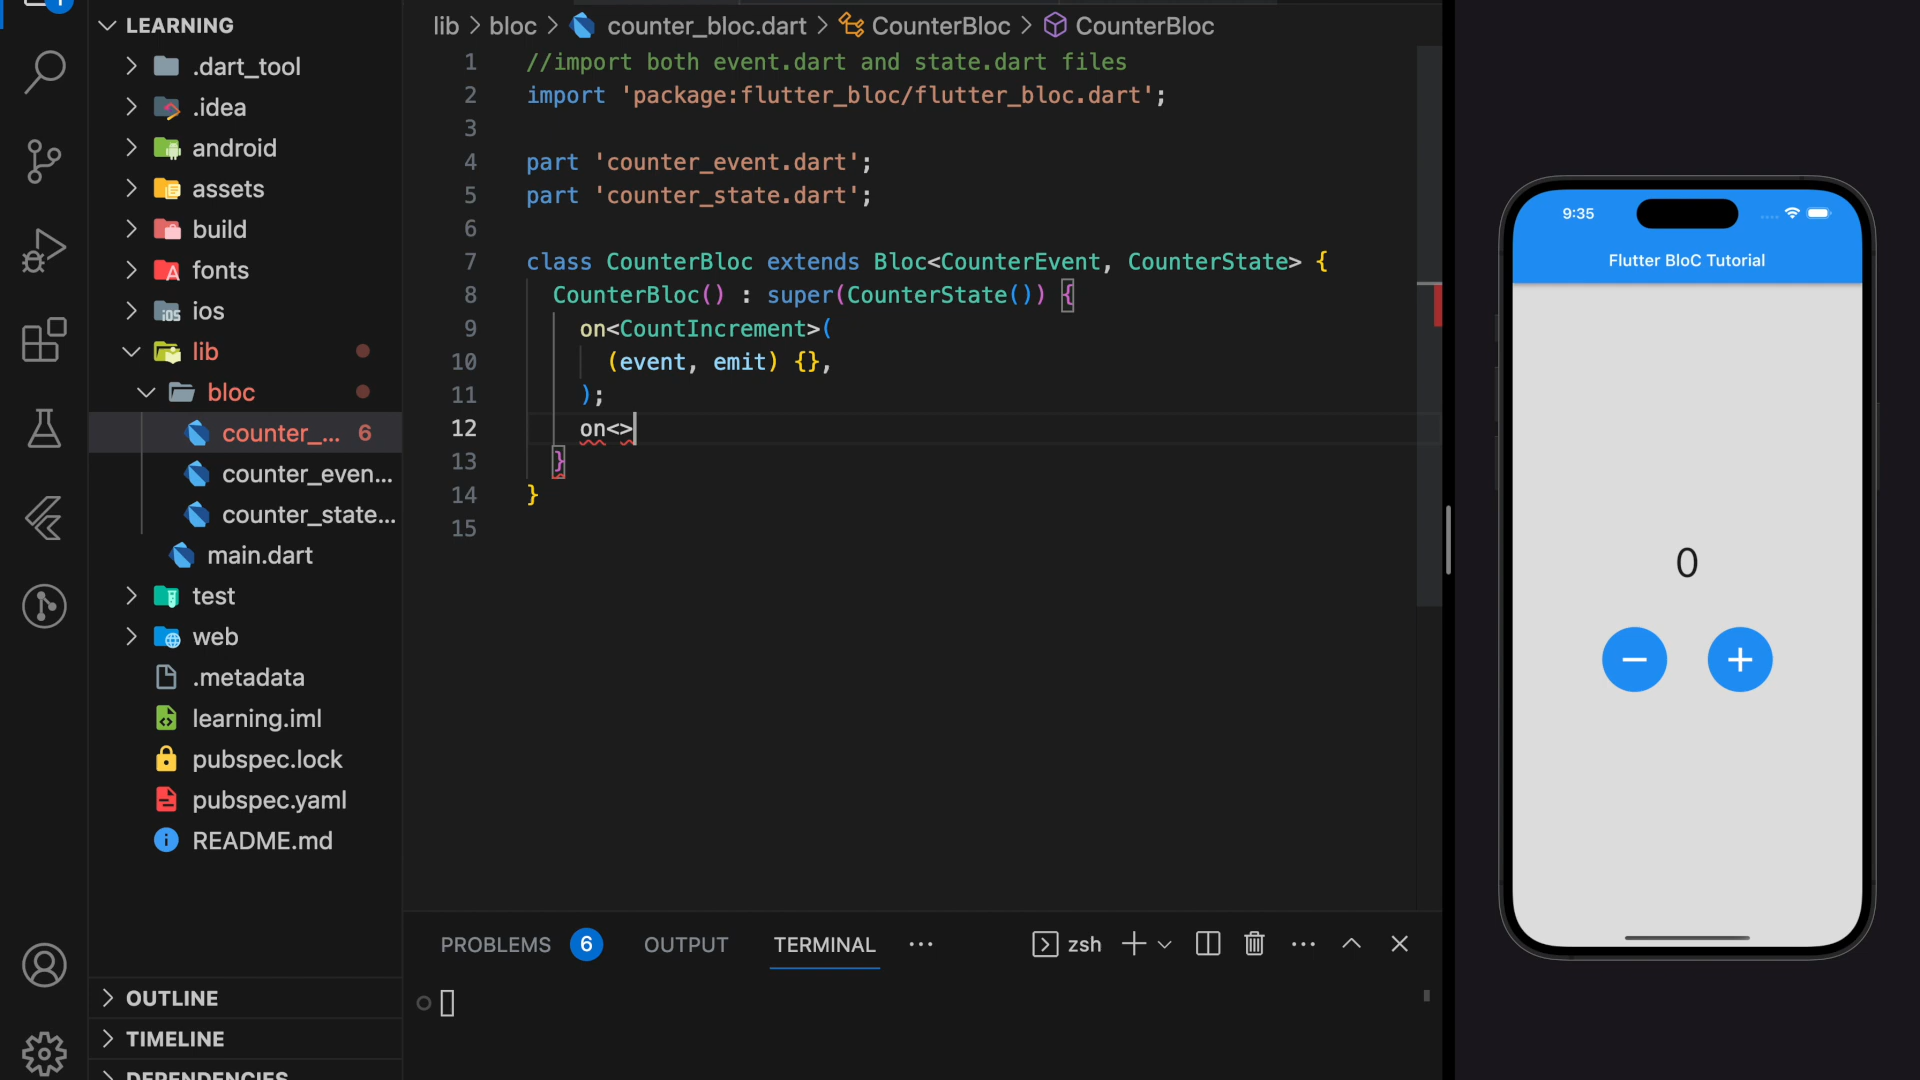 LEARNING
.dart_tool
.idea
android
assets
build
fonts
ios
lib
bloc
counter_... 6
counter_even...
counter_state...
main.dart
test
web
.metadata
learning.iml
pubspec.lock
pubspec.yaml
README.md
OUTLINE
TIMELINE
DEPENDENCIES
lib > bloc > counter_bloc.dart > CounterBloc > CounterBloc
1 //import both event.dart and state.dart files
2 import 'package:flutter_bloc/flutter_bloc.dart';
3
4 part 'counter_event.dart';
5 part 'counter_state.dart';
6
7 class CounterBloc extends Bloc<CounterEvent, CounterState> {
8 CounterBloc() : super(CounterState()) {
9 on<CountIncrement>(
10 (event, emit) {},
11 );
12 on<>
13 }
14 }
15
PROBLEMS 6 OUTPUT TERMINAL ... zsh
9:35
Flutter BloC Tutorial
0
− +